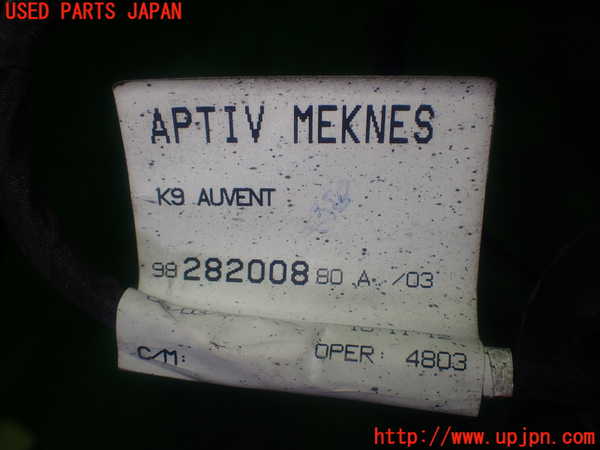 USED PARTS JAPAN
APTIV MEKNES
K9 AUVENT
98 282008 80 A /03
C/M: OPER: 4803
http://www.upjpn.com/